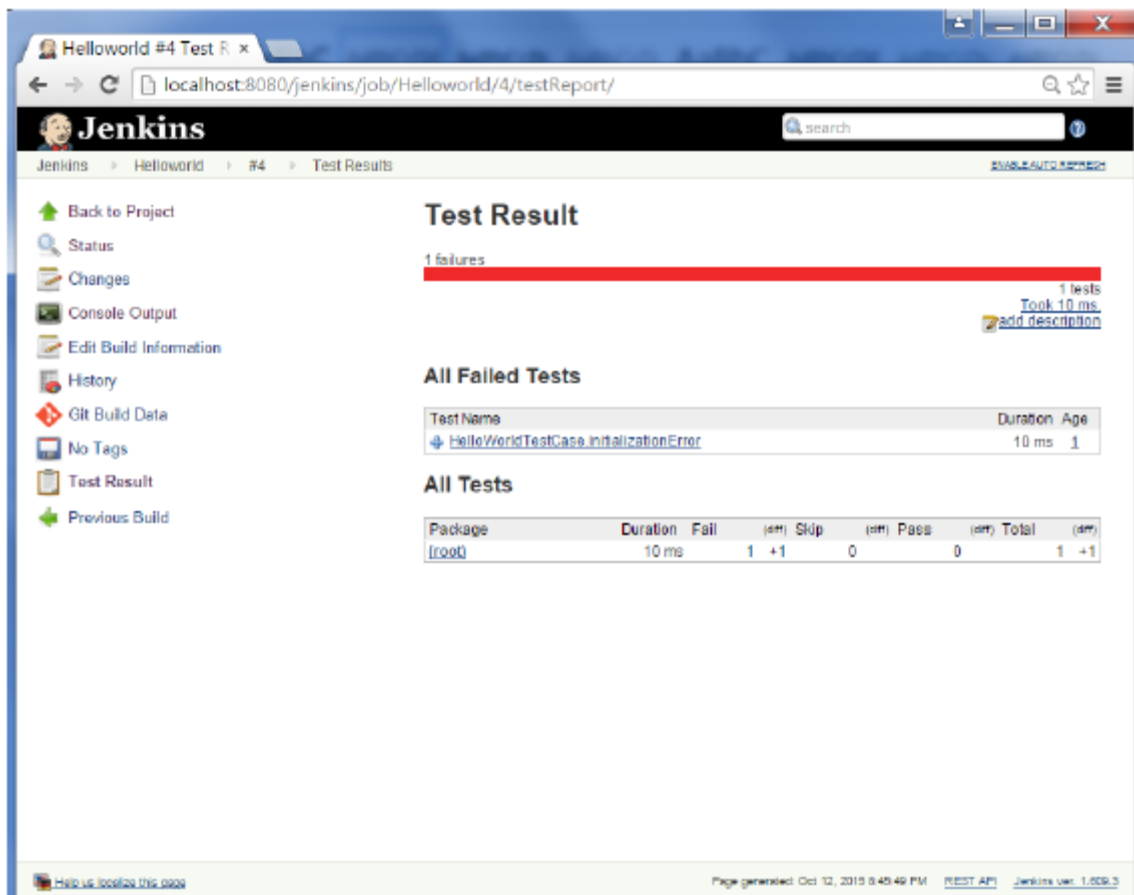 Helloworld #4 Test R ×
localhost:8080/jenkins/job/Helloworld/4/testReport/
Jenkins
search
Jenkins Helloworld #4 Test Results
ENABLE AUTO REFRESH
Back to Project
Status
Changes
Console Output
Edit Build Information
History
Git Build Data
No Tags
Test Result
Previous Build
Test Result
1 failures
1 tests
Took 10 ms.
add description
All Failed Tests
Test Name Duration Age
HelloWorldTestCase.initializationError 10 ms 1
All Tests
Package Duration Fail (diff) Skip (diff) Pass (diff) Total (diff)
(root) 10 ms 1 +1 0 0 1 +1
Help us localize this page
Page generated: Oct 12, 2015 8:45:49 PM REST API Jenkins ver. 1.609.3